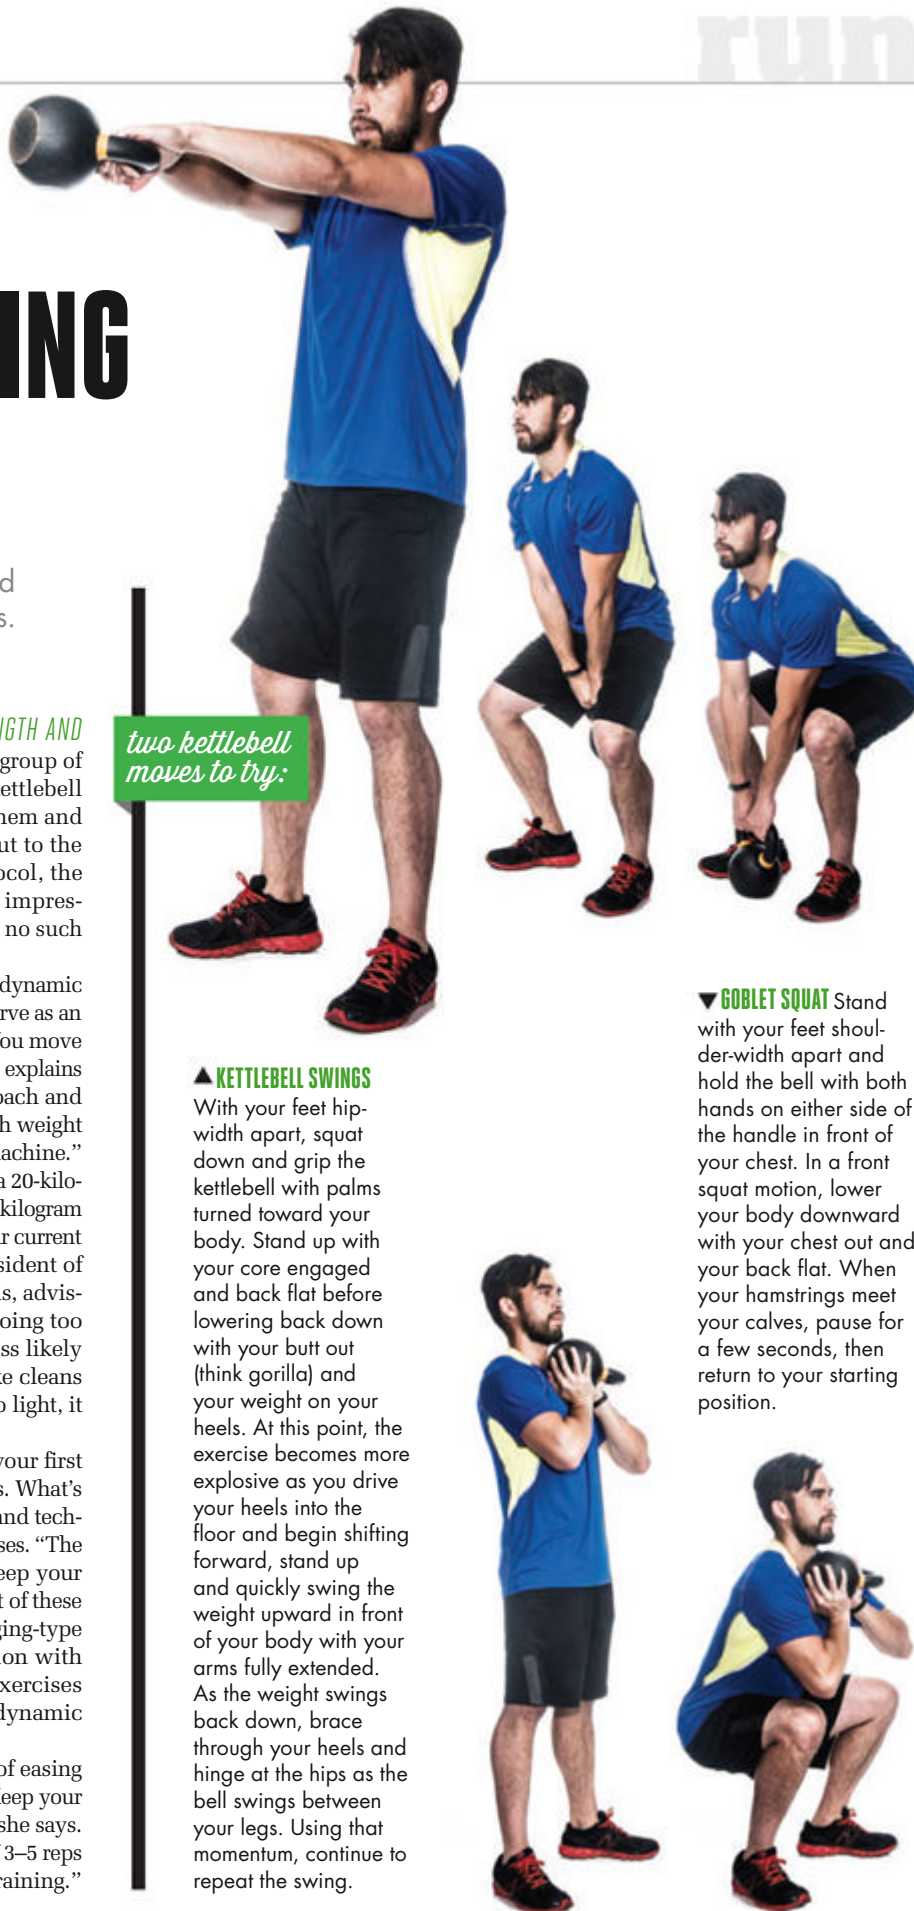 run
ING
d
s.
NGTH AND
group of
ettlebell
hem and
ut to the
ocol, the
impres-
no such
dynamic
rve as an
You move
explains
oach and
h weight
achine.”
a 20-kilo-
kilogram
r current
sident of
s, advis-
oing too
ss likely
ke cleans
o light, it
your first
s. What’s
and tech-
ses. “The
eep your
t of these
ging-type
on with
xercises
dynamic
of easing
Keep your
she says.
f 3–5 reps
raining.”
two kettlebell
moves to try:
▲ KETTLEBELL SWINGS
With your feet hip-
width apart, squat
down and grip the
kettlebell with palms
turned toward your
body. Stand up with
your core engaged
and back flat before
lowering back down
with your butt out
(think gorilla) and
your weight on your
heels. At this point, the
exercise becomes more
explosive as you drive
your heels into the
floor and begin shifting
forward, stand up
and quickly swing the
weight upward in front
of your body with your
arms fully extended.
As the weight swings
back down, brace
through your heels and
hinge at the hips as the
bell swings between
your legs. Using that
momentum, continue to
repeat the swing.
▼ GOBLET SQUAT Stand
with your feet shoul-
der-width apart and
hold the bell with both
hands on either side of
the handle in front of
your chest. In a front
squat motion, lower
your body downward
with your chest out and
your back flat. When
your hamstrings meet
your calves, pause for
a few seconds, then
return to your starting
position.